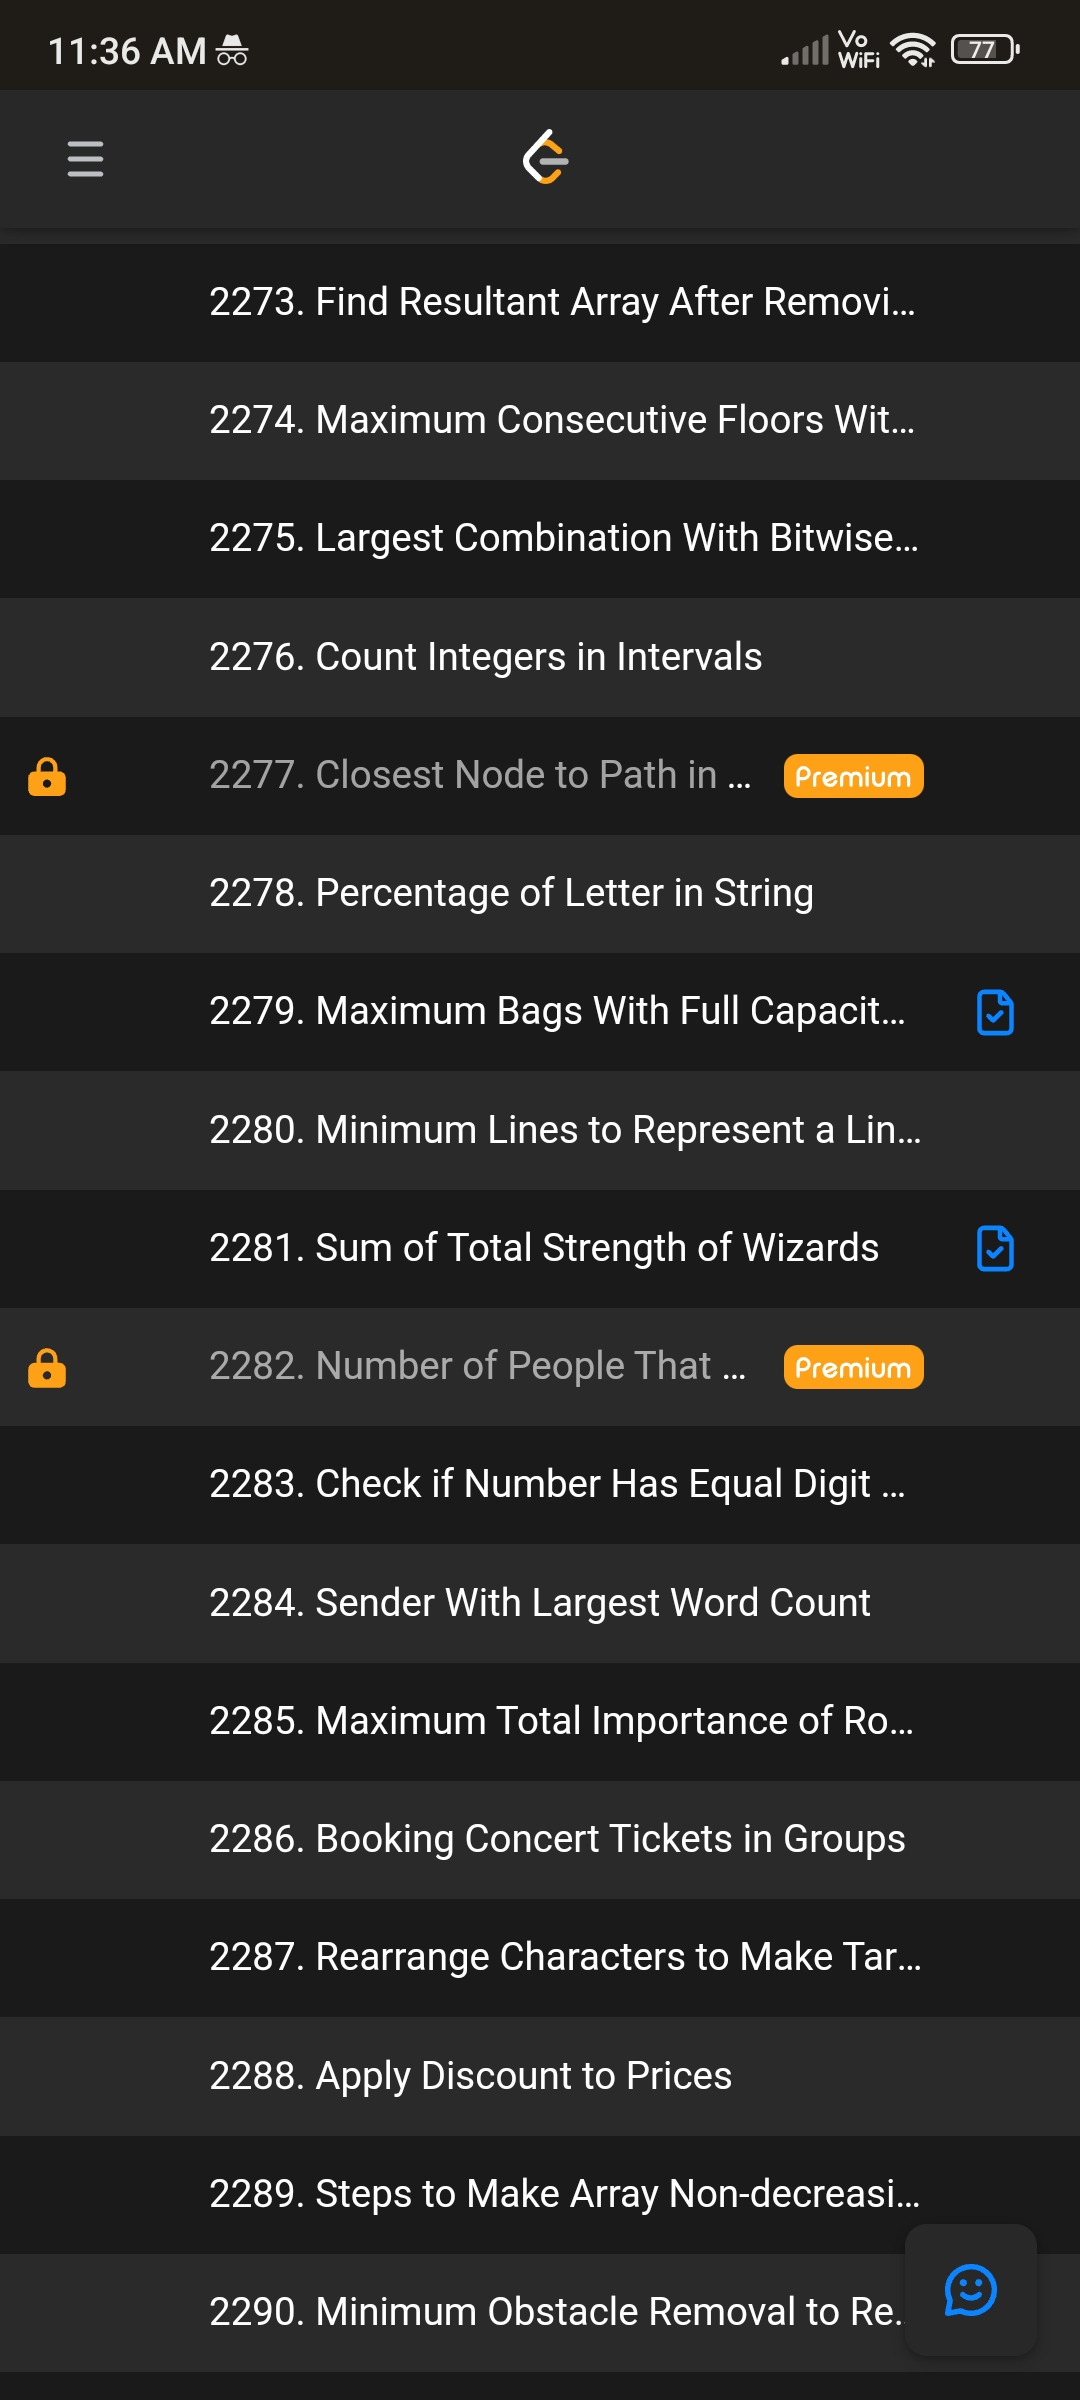 11:36 AM
Vo WiFi
77
2273. Find Resultant Array After Removi...
2274. Maximum Consecutive Floors Wit...
2275. Largest Combination With Bitwise...
2276. Count Integers in Intervals
2277. Closest Node to Path in ... Premium
2278. Percentage of Letter in String
2279. Maximum Bags With Full Capacit...
2280. Minimum Lines to Represent a Lin...
2281. Sum of Total Strength of Wizards
2282. Number of People That ... Premium
2283. Check if Number Has Equal Digit ...
2284. Sender With Largest Word Count
2285. Maximum Total Importance of Ro...
2286. Booking Concert Tickets in Groups
2287. Rearrange Characters to Make Tar...
2288. Apply Discount to Prices
2289. Steps to Make Array Non-decreasi...
2290. Minimum Obstacle Removal to Re..